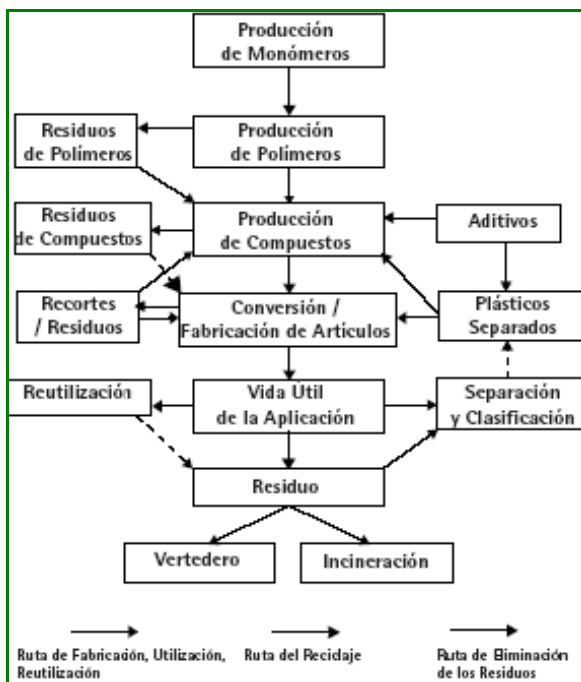 Producción
de Monómeros
Residuos
de Polímeros
Producción
de Polímeros
Residuos
de Compuestos
Producción
de Compuestos
Aditivos
Recortes
/ Residuos
Conversión /
Fabricación de Artículos
Plásticos
Separados
Reutilización
Vida Útil
de la Aplicación
Separación
y Clasificación
Residuo
Vertedero
Incineración
Ruta de Fabricación, Utilización,
Reutilización
Ruta del Reciclaje
Ruta de Eliminación
de los Residuos